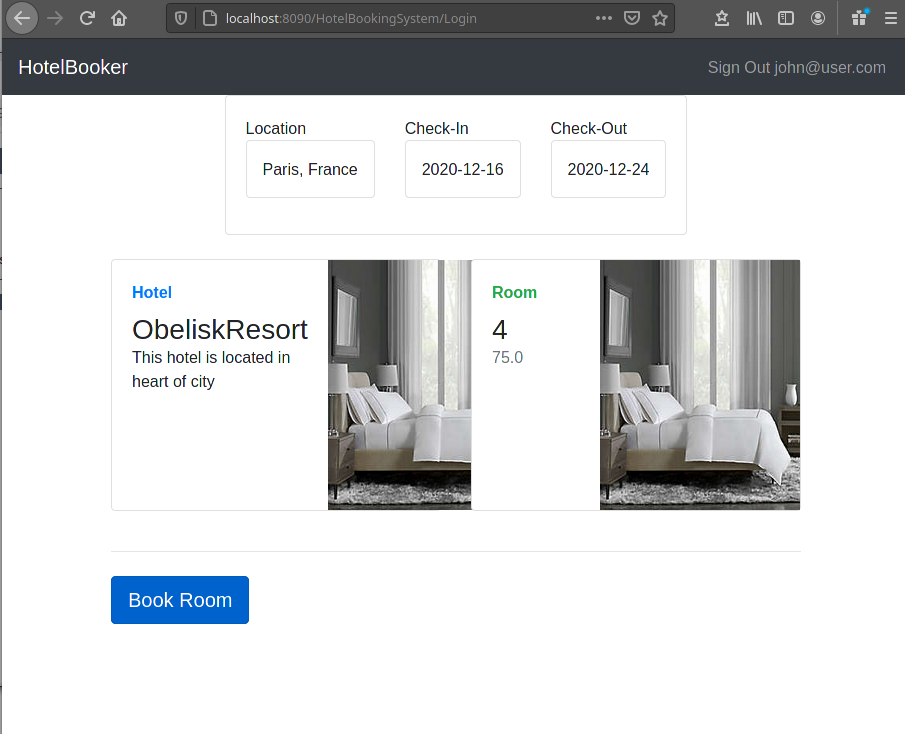 localhost:8090/HotelBookingSystem/Login
HotelBooker
Sign Out john@user.com
Location
Check-In
Check-Out
Paris, France
2020-12-16
2020-12-24
Hotel
ObeliskResort
This hotel is located in
heart of city
Room
4
75.0
Book Room